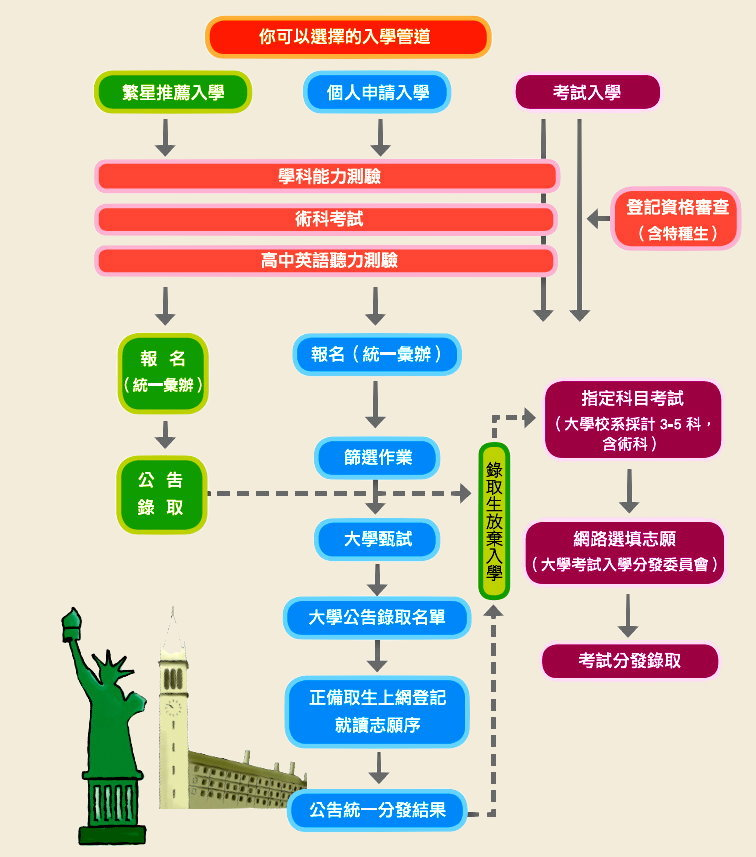 你可以選擇的入學管道
繁星推薦入學
個人申請入學
考試入學
學科能力測驗
術科考試
高中英語聽力測驗
登記資格審查
（含特種生）
報 名
（統一彙辦）
公 告
錄 取
報名（統一彙辦）
篩選作業
大學甄試
大學公告錄取名單
正備取生上網登記
就讀志願序
公告統一分發結果
錄取生放棄入學
指定科目考試
（大學校系採計 3-5 科，
含術科）
網路選填志願
（大學考試入學分發委員會）
考試分發錄取